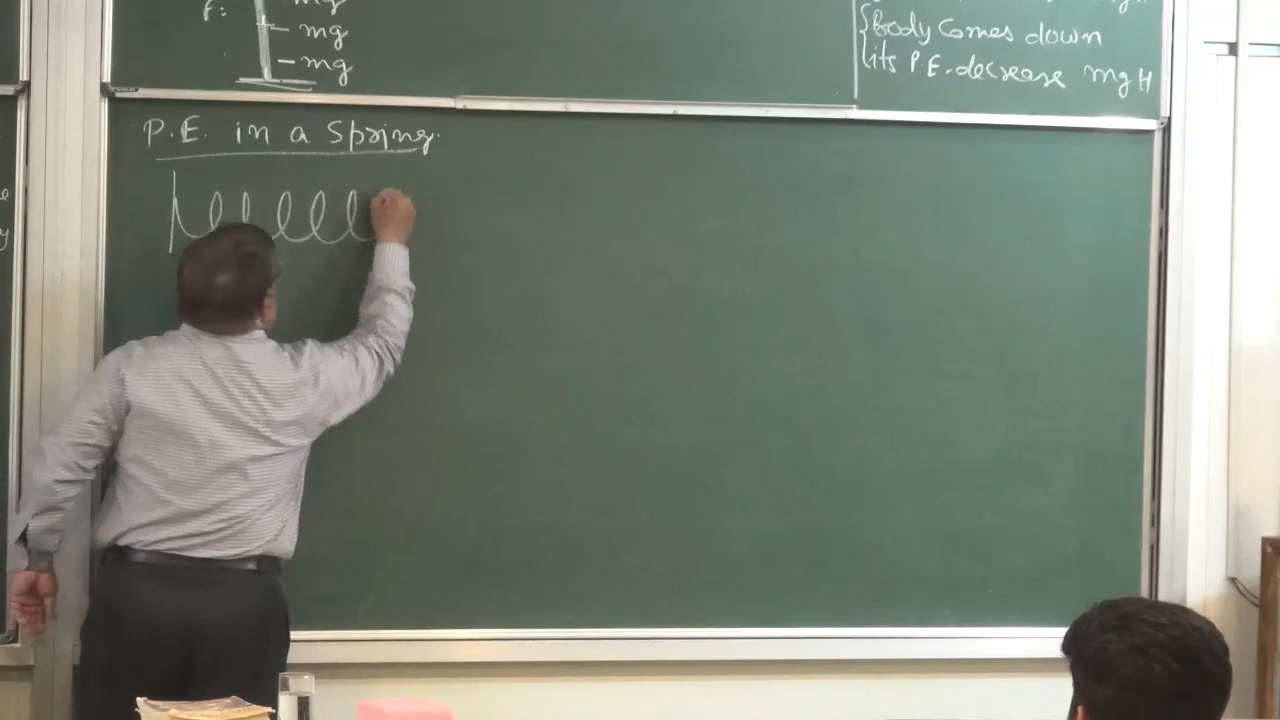 F:
mg
- mg
- mg
Body Comes down
its P.E. decrease mgH
P.E. in a Spring.